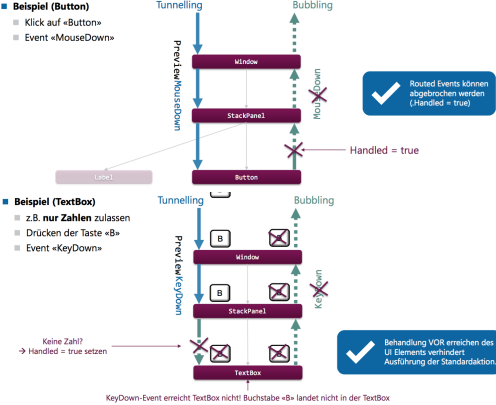 Beispiel (Button)
Klick auf «Button»
Event «MouseDown»
Tunnelling
Bubbling
PreviewMouseDown
MouseDown
Window
StackPanel
Label
Button
Routed Events können
abgebrochen werden
(.Handled = true)
Handled = true
Beispiel (TextBox)
z.B. nur Zahlen zulassen
Drücken der Taste «B»
Event «KeyDown»
Tunnelling
Bubbling
PreviewKeyDown
KeyDown
B
B
Window
B
B
StackPanel
B
B
TextBox
Keine Zahl?
→ Handled = true setzen
Behandlung VOR erreichen des
UI Elements verhindert
Ausführung der Standardaktion.
KeyDown-Event erreicht TextBox nicht! Buchstabe «B» landet nicht in der TextBox